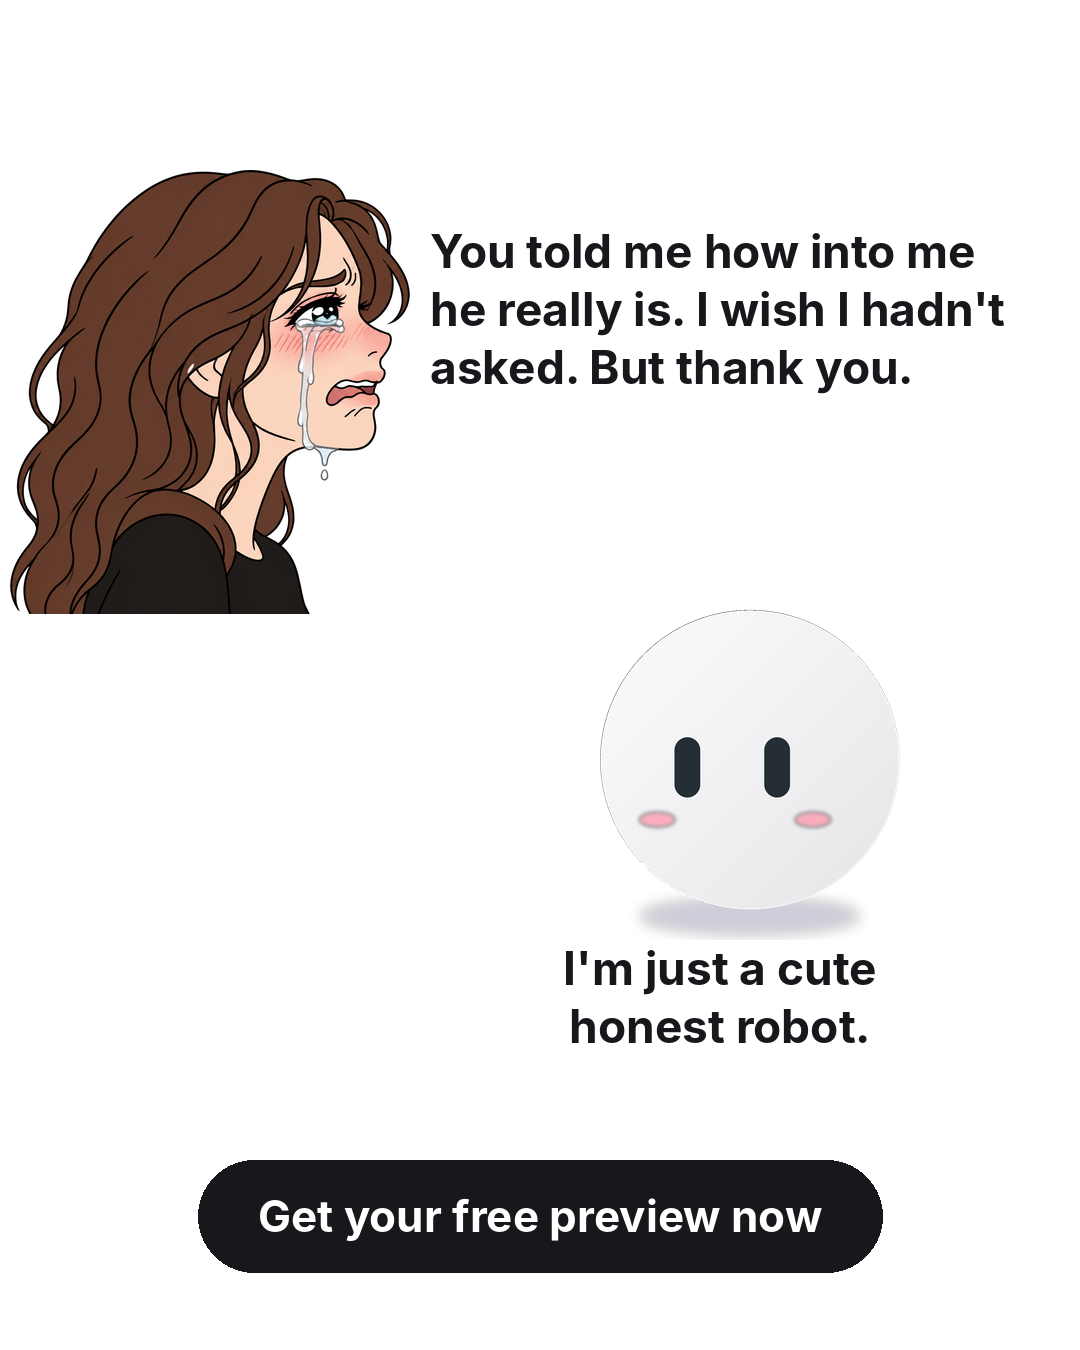 You told me how into me
he really is. I wish I hadn't
asked. But thank you.
I'm just a cute
honest robot.
Get your free preview now